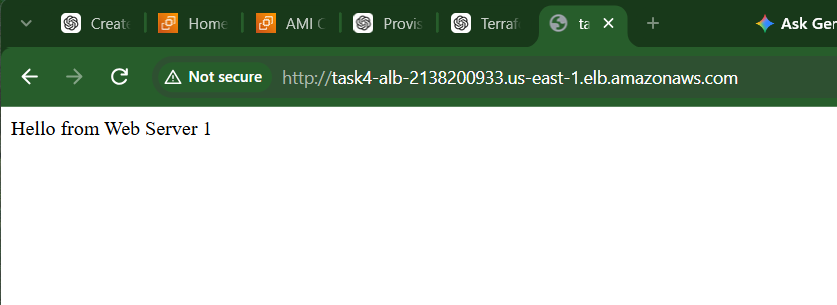 Create
Home
AMI C
Provis
Terraf
ta
Ask Ger
Not secure
http://task4-alb-2138200933.us-east-1.elb.amazonaws.com
Hello from Web Server 1